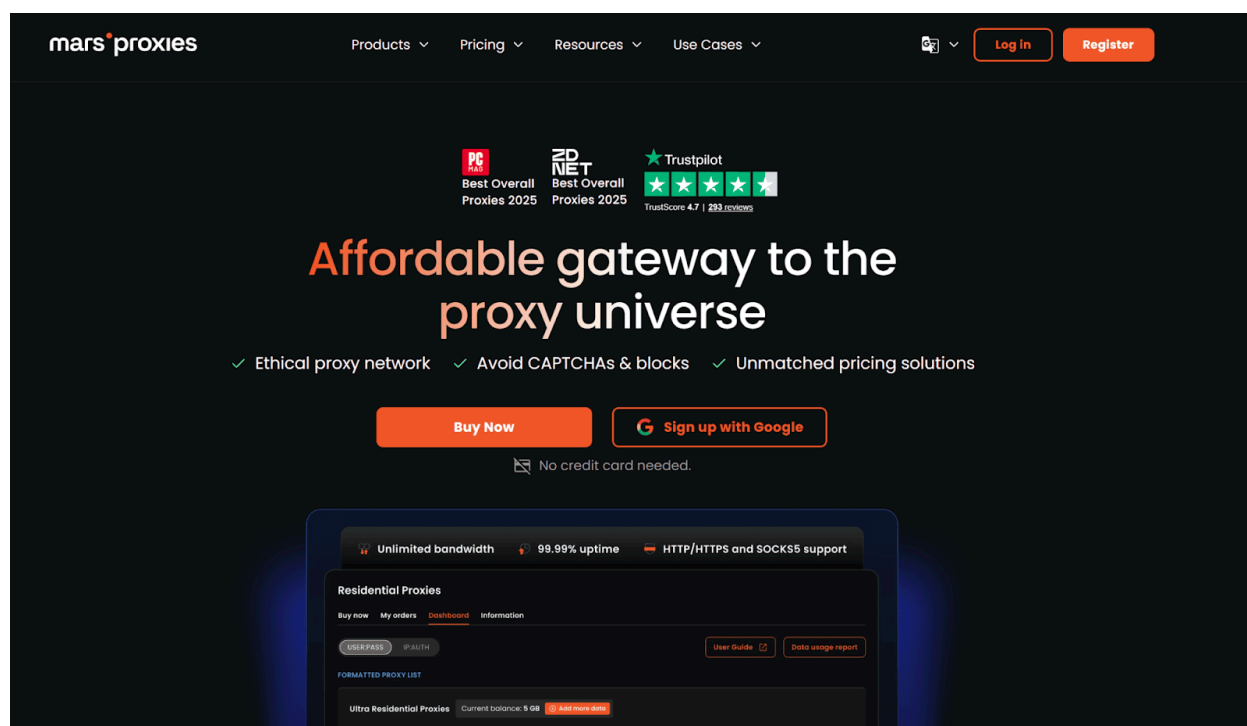 mars proxies
Products
Pricing
Resources
Use Cases
Log in
Register
PC MAG
Best Overall
Proxies 2025
ZDNET
Best Overall
Proxies 2025
Trustpilot
TrustScore 4.7 | 293 reviews
Affordable gateway to the
proxy universe
Ethical proxy network
Avoid CAPTCHAs & blocks
Unmatched pricing solutions
Buy Now
Sign up with Google
No credit card needed.
Unlimited bandwidth
99.99% uptime
HTTP/HTTPS and SOCKS5 support
Residential Proxies
Buy now
My orders
Dashboard
Information
USER:PASS
IP:AUTH
User Guide
Data usage report
FORMATTED PROXY LIST
Ultra Residential Proxies
Current balance: 5 GB
Add more data